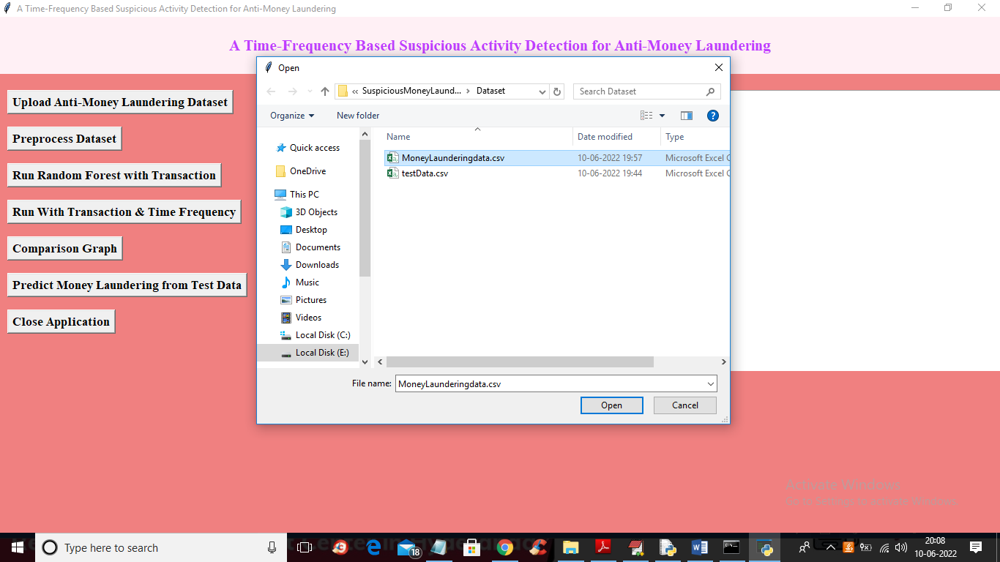 A Time-Frequency Based Suspicious Activity Detection for Anti-Money Laundering
A Time-Frequency Based Suspicious Activity Detection for Anti-Money Laundering
Upload Anti-Money Laundering Dataset
Preprocess Dataset
Run Random Forest with Transaction
Run With Transaction & Time Frequency
Comparison Graph
Predict Money Laundering from Test Data
Close Application
Open
« SuspiciousMoneyLaund... › Dataset
Search Dataset
Organize
New folder
Quick access
OneDrive
This PC
3D Objects
Desktop
Documents
Downloads
Music
Pictures
Videos
Local Disk (C:)
Local Disk (E:)
Name Date modified Type
MoneyLaunderingdata.csv 10-06-2022 19:57 Microsoft Excel C
testData.csv 10-06-2022 19:44 Microsoft Excel C
File name: MoneyLaunderingdata.csv
Open Cancel
Activate Windows
Go to Settings to activate Windows.
Type here to search
18
20:08
10-06-2022